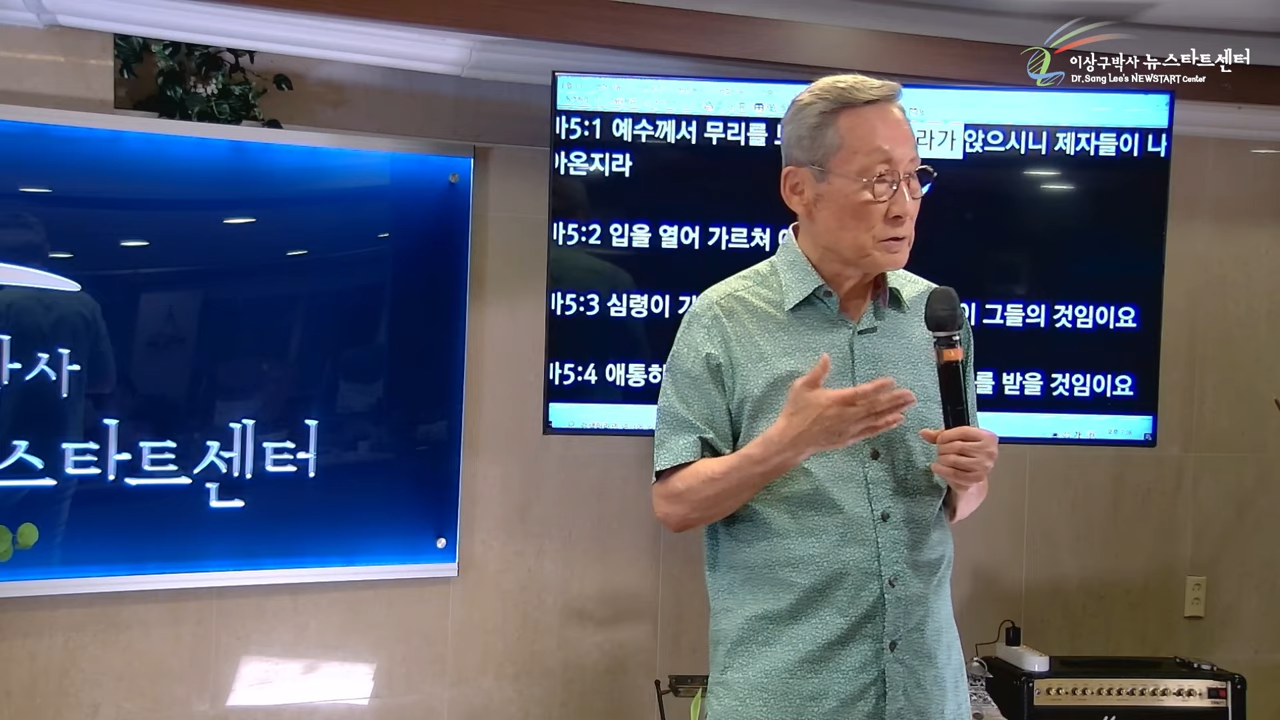 이상구박사 뉴스타트센터
Dr. Sang Lee's NEWSTART Center
마5:1 예수께서 무리를 라가 앉으시니 제자들이 나
아온지라
마5:2 입을 열어 가르쳐
마5:3 심령이 그들의 것임이요
마5:4 애통하 를 받을 것임이요
박사
스타트센터